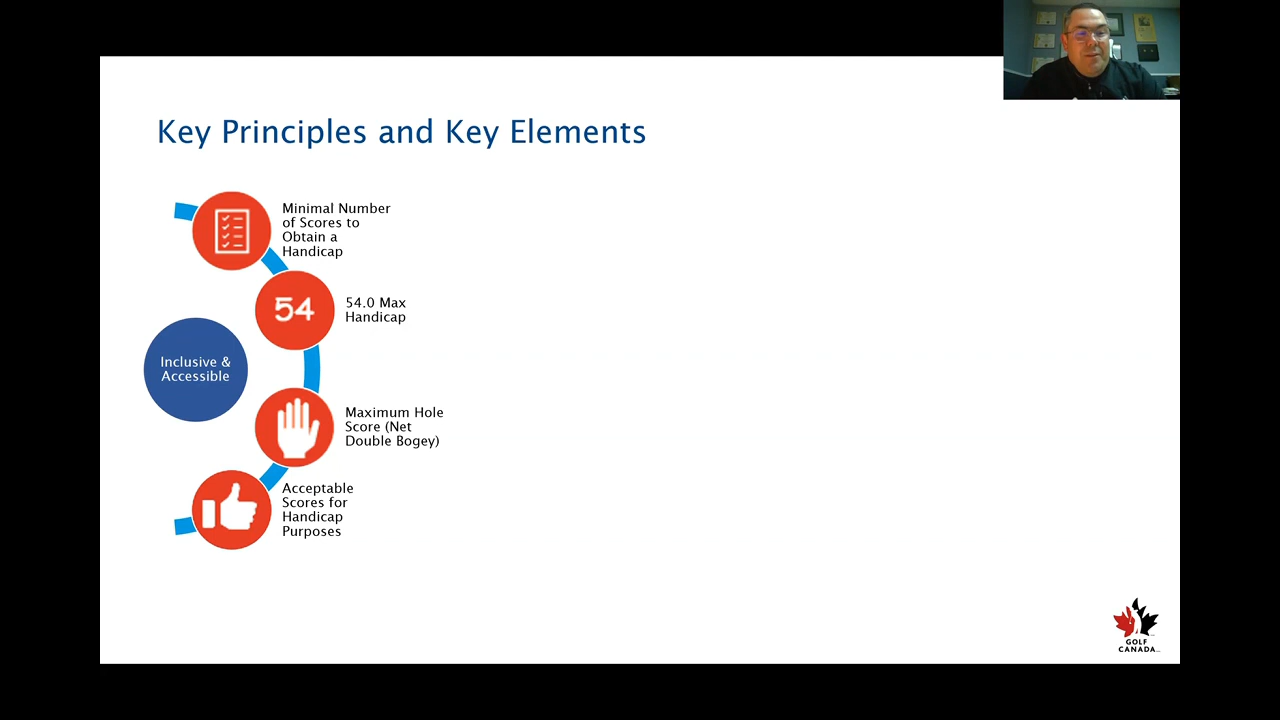 Key Principles and Key Elements
Minimal Number
of Scores to
Obtain a
Handicap
54
54.0 Max
Handicap
Inclusive &
Accessible
Maximum Hole
Score (Net
Double Bogey)
Acceptable
Scores for
Handicap
Purposes
GOLF
CANADA